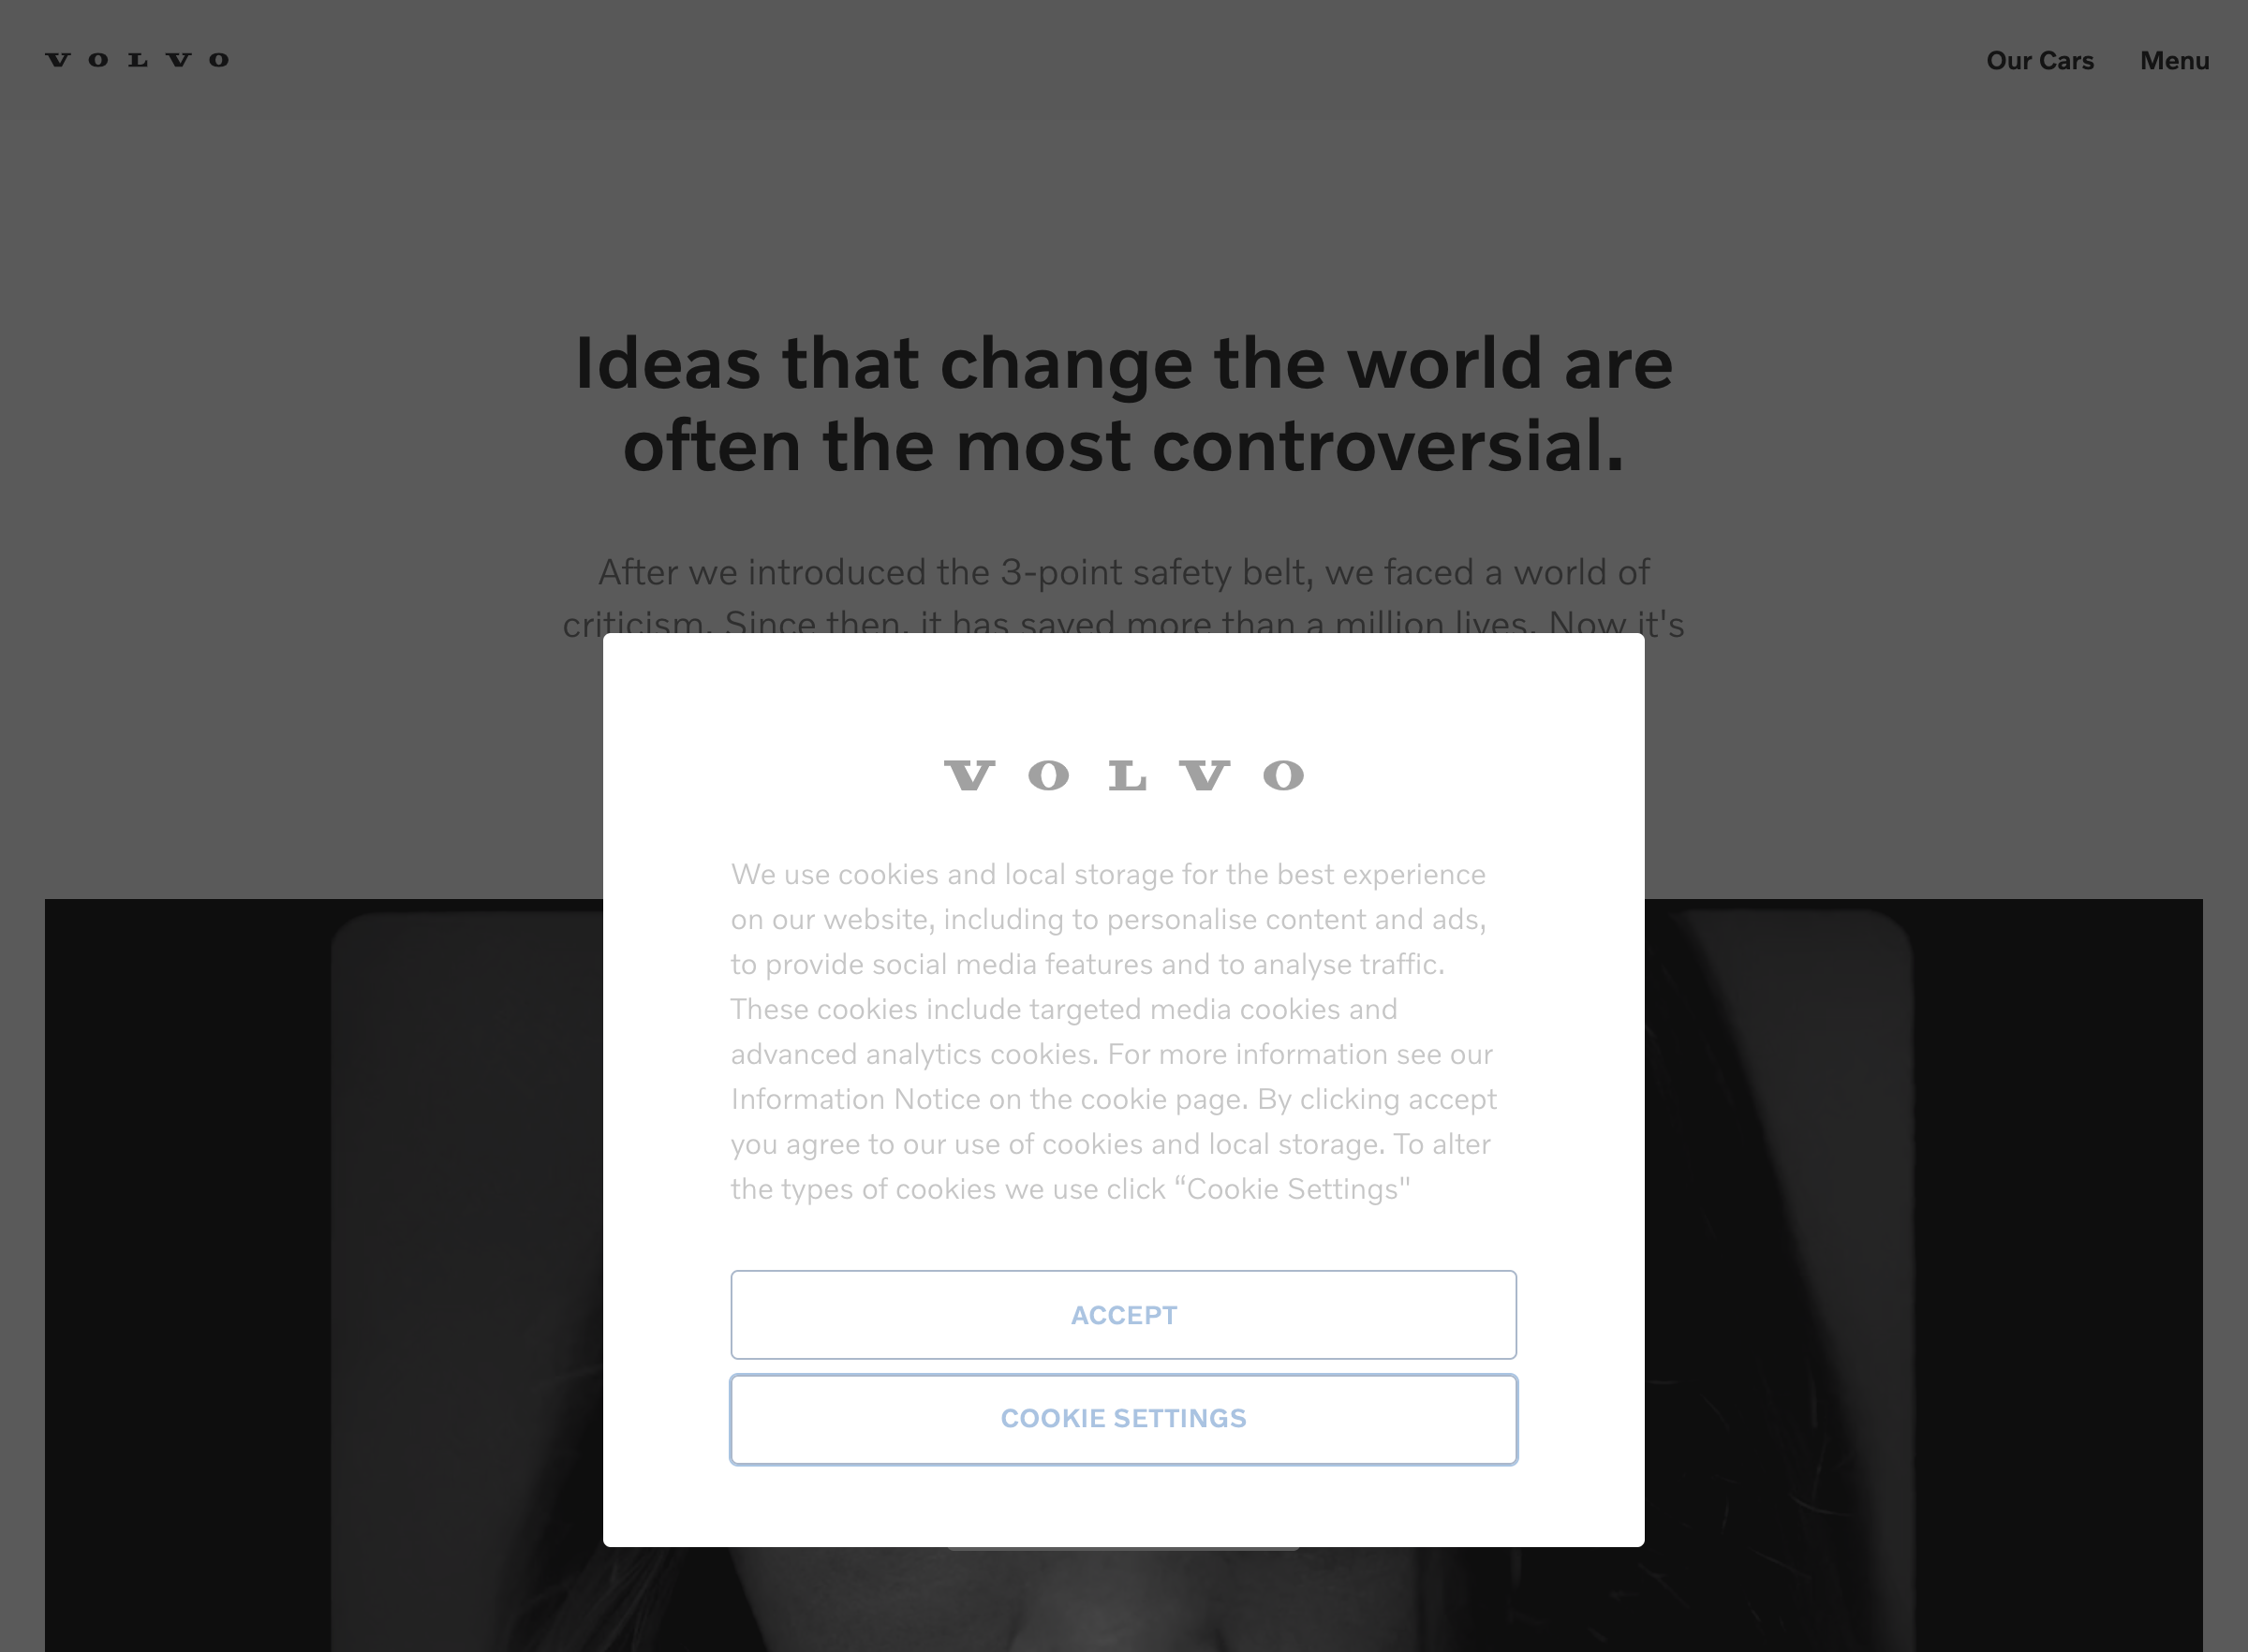 VOLVO
Our Cars
Menu
Ideas that change the world are
often the most controversial.
After we introduced the 3-point safety belt, we faced a world of
criticism. Since then, it has saved more than a million lives. Now it's
VOLVO
We use cookies and local storage for the best experience
on our website, including to personalise content and ads,
to provide social media features and to analyse traffic.
These cookies include targeted media cookies and
advanced analytics cookies. For more information see our
Information Notice on the cookie page. By clicking accept
you agree to our use of cookies and local storage. To alter
the types of cookies we use click “Cookie Settings"
ACCEPT
COOKIE SETTINGS